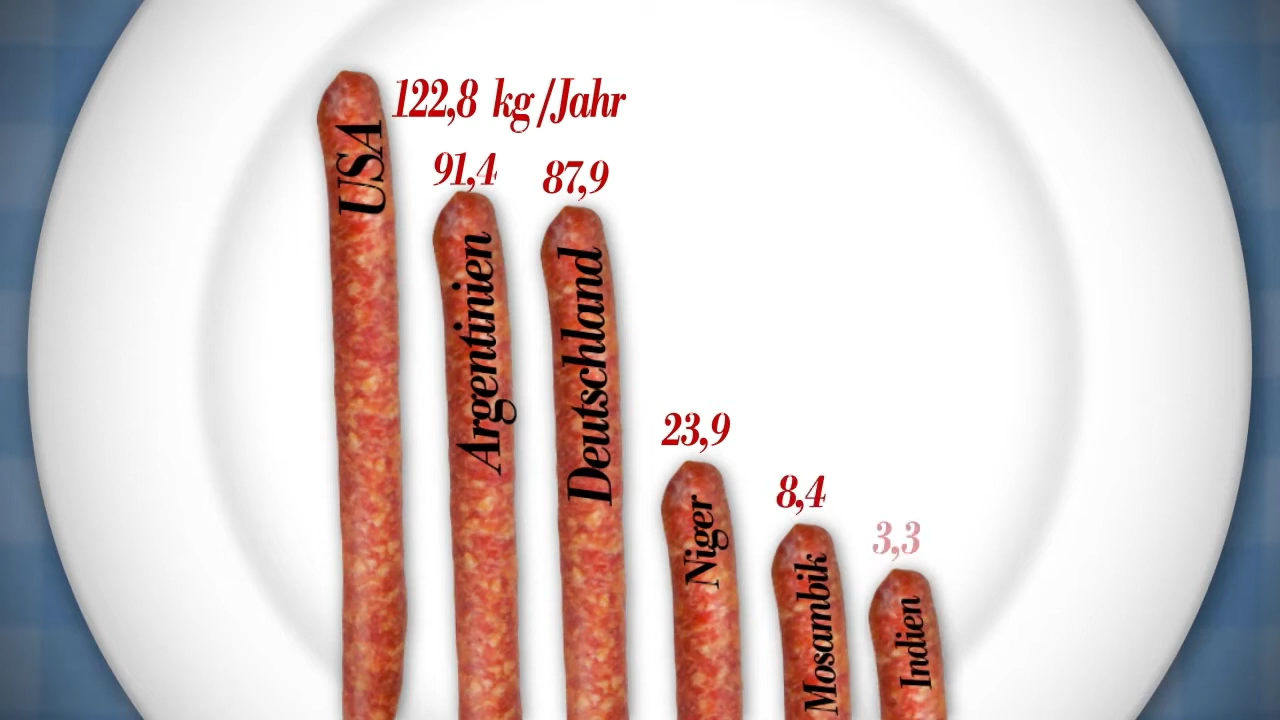 122,8 kg/Jahr
USA
91,4
Argentinien
87,9
Deutschland
23,9
Niger
8,4
Mosambik
3,3
Indien